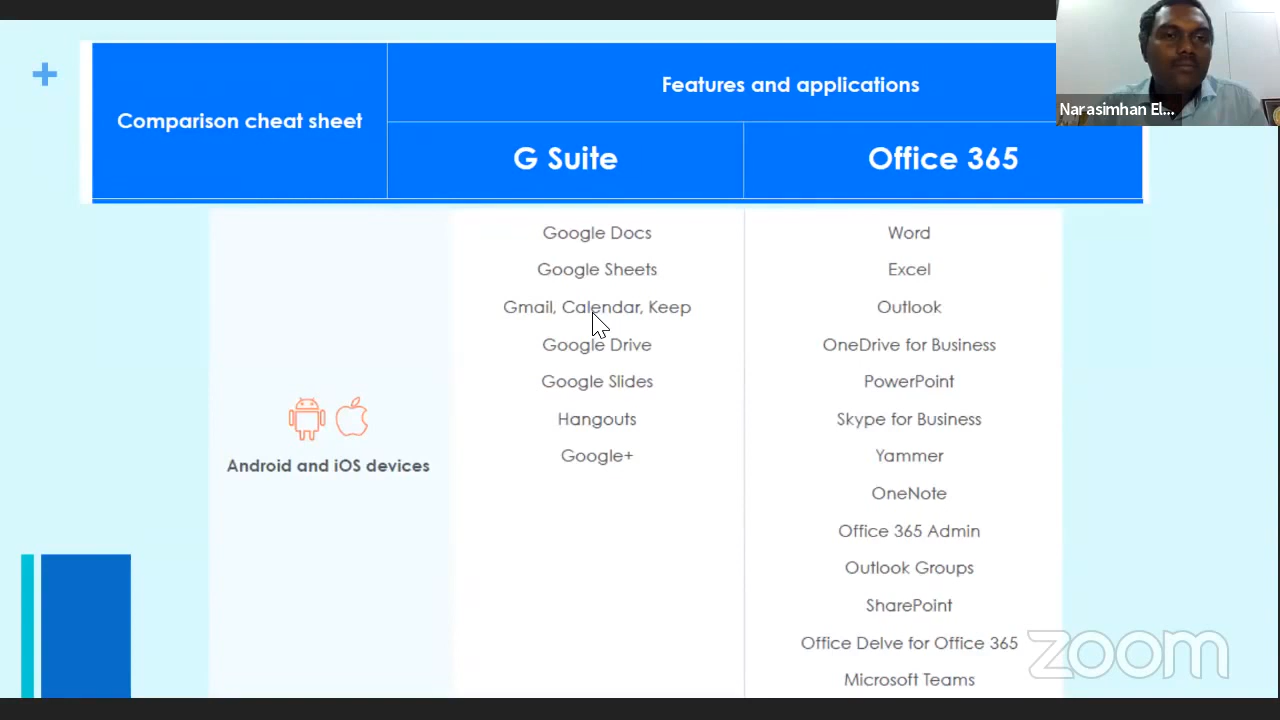 Comparison cheat sheet
Features and applications
G Suite
Office 365
Narasimhan El...
Android and iOS devices
Google Docs
Google Sheets
Gmail, Calendar, Keep
Google Drive
Google Slides
Hangouts
Google+
Word
Excel
Outlook
OneDrive for Business
PowerPoint
Skype for Business
Yammer
OneNote
Office 365 Admin
Outlook Groups
SharePoint
Office Delve for Office 365
Microsoft Teams
zoom